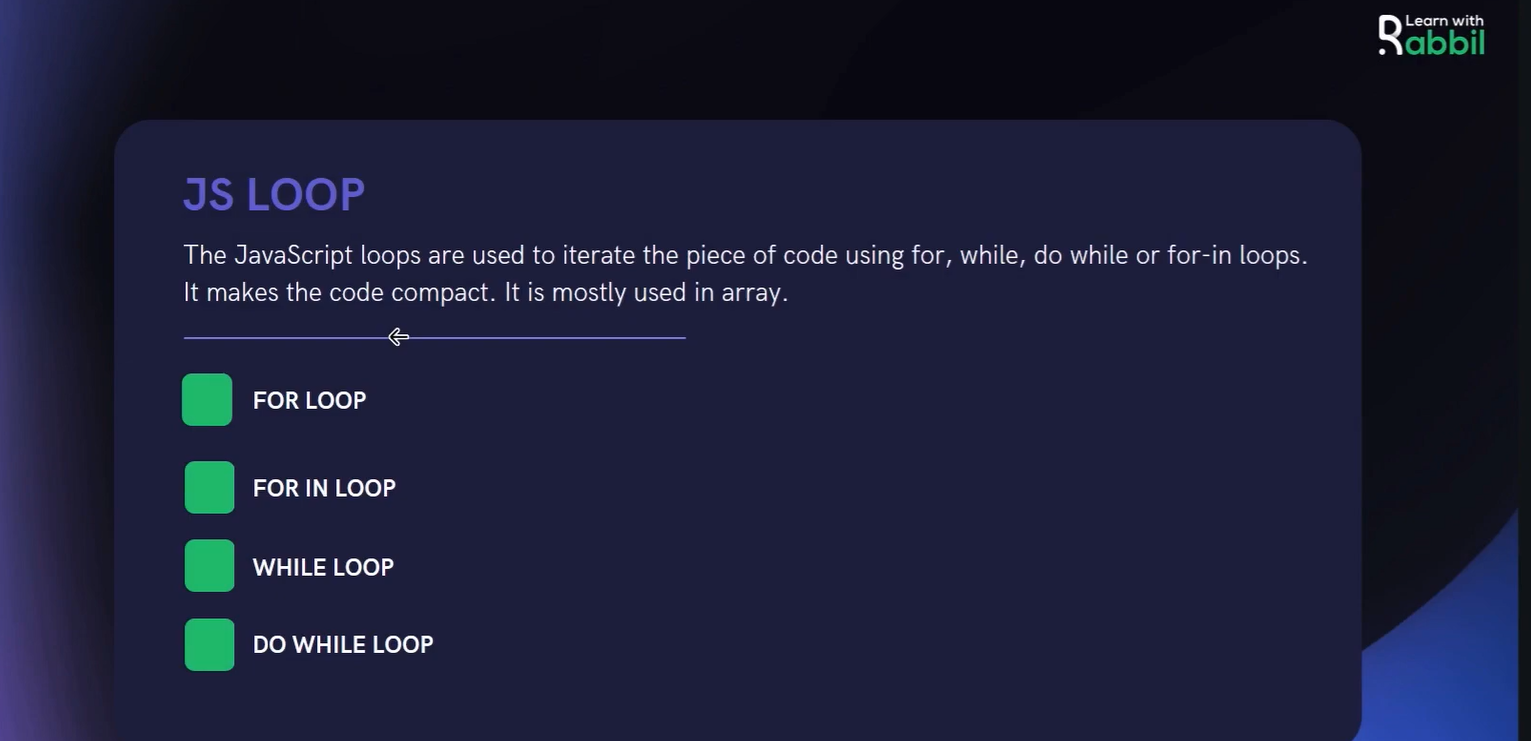 Learn with
Rabbil
JS LOOP
The JavaScript loops are used to iterate the piece of code using for, while, do while or for-in loops.
It makes the code compact. It is mostly used in array.
FOR LOOP
FOR IN LOOP
WHILE LOOP
DO WHILE LOOP